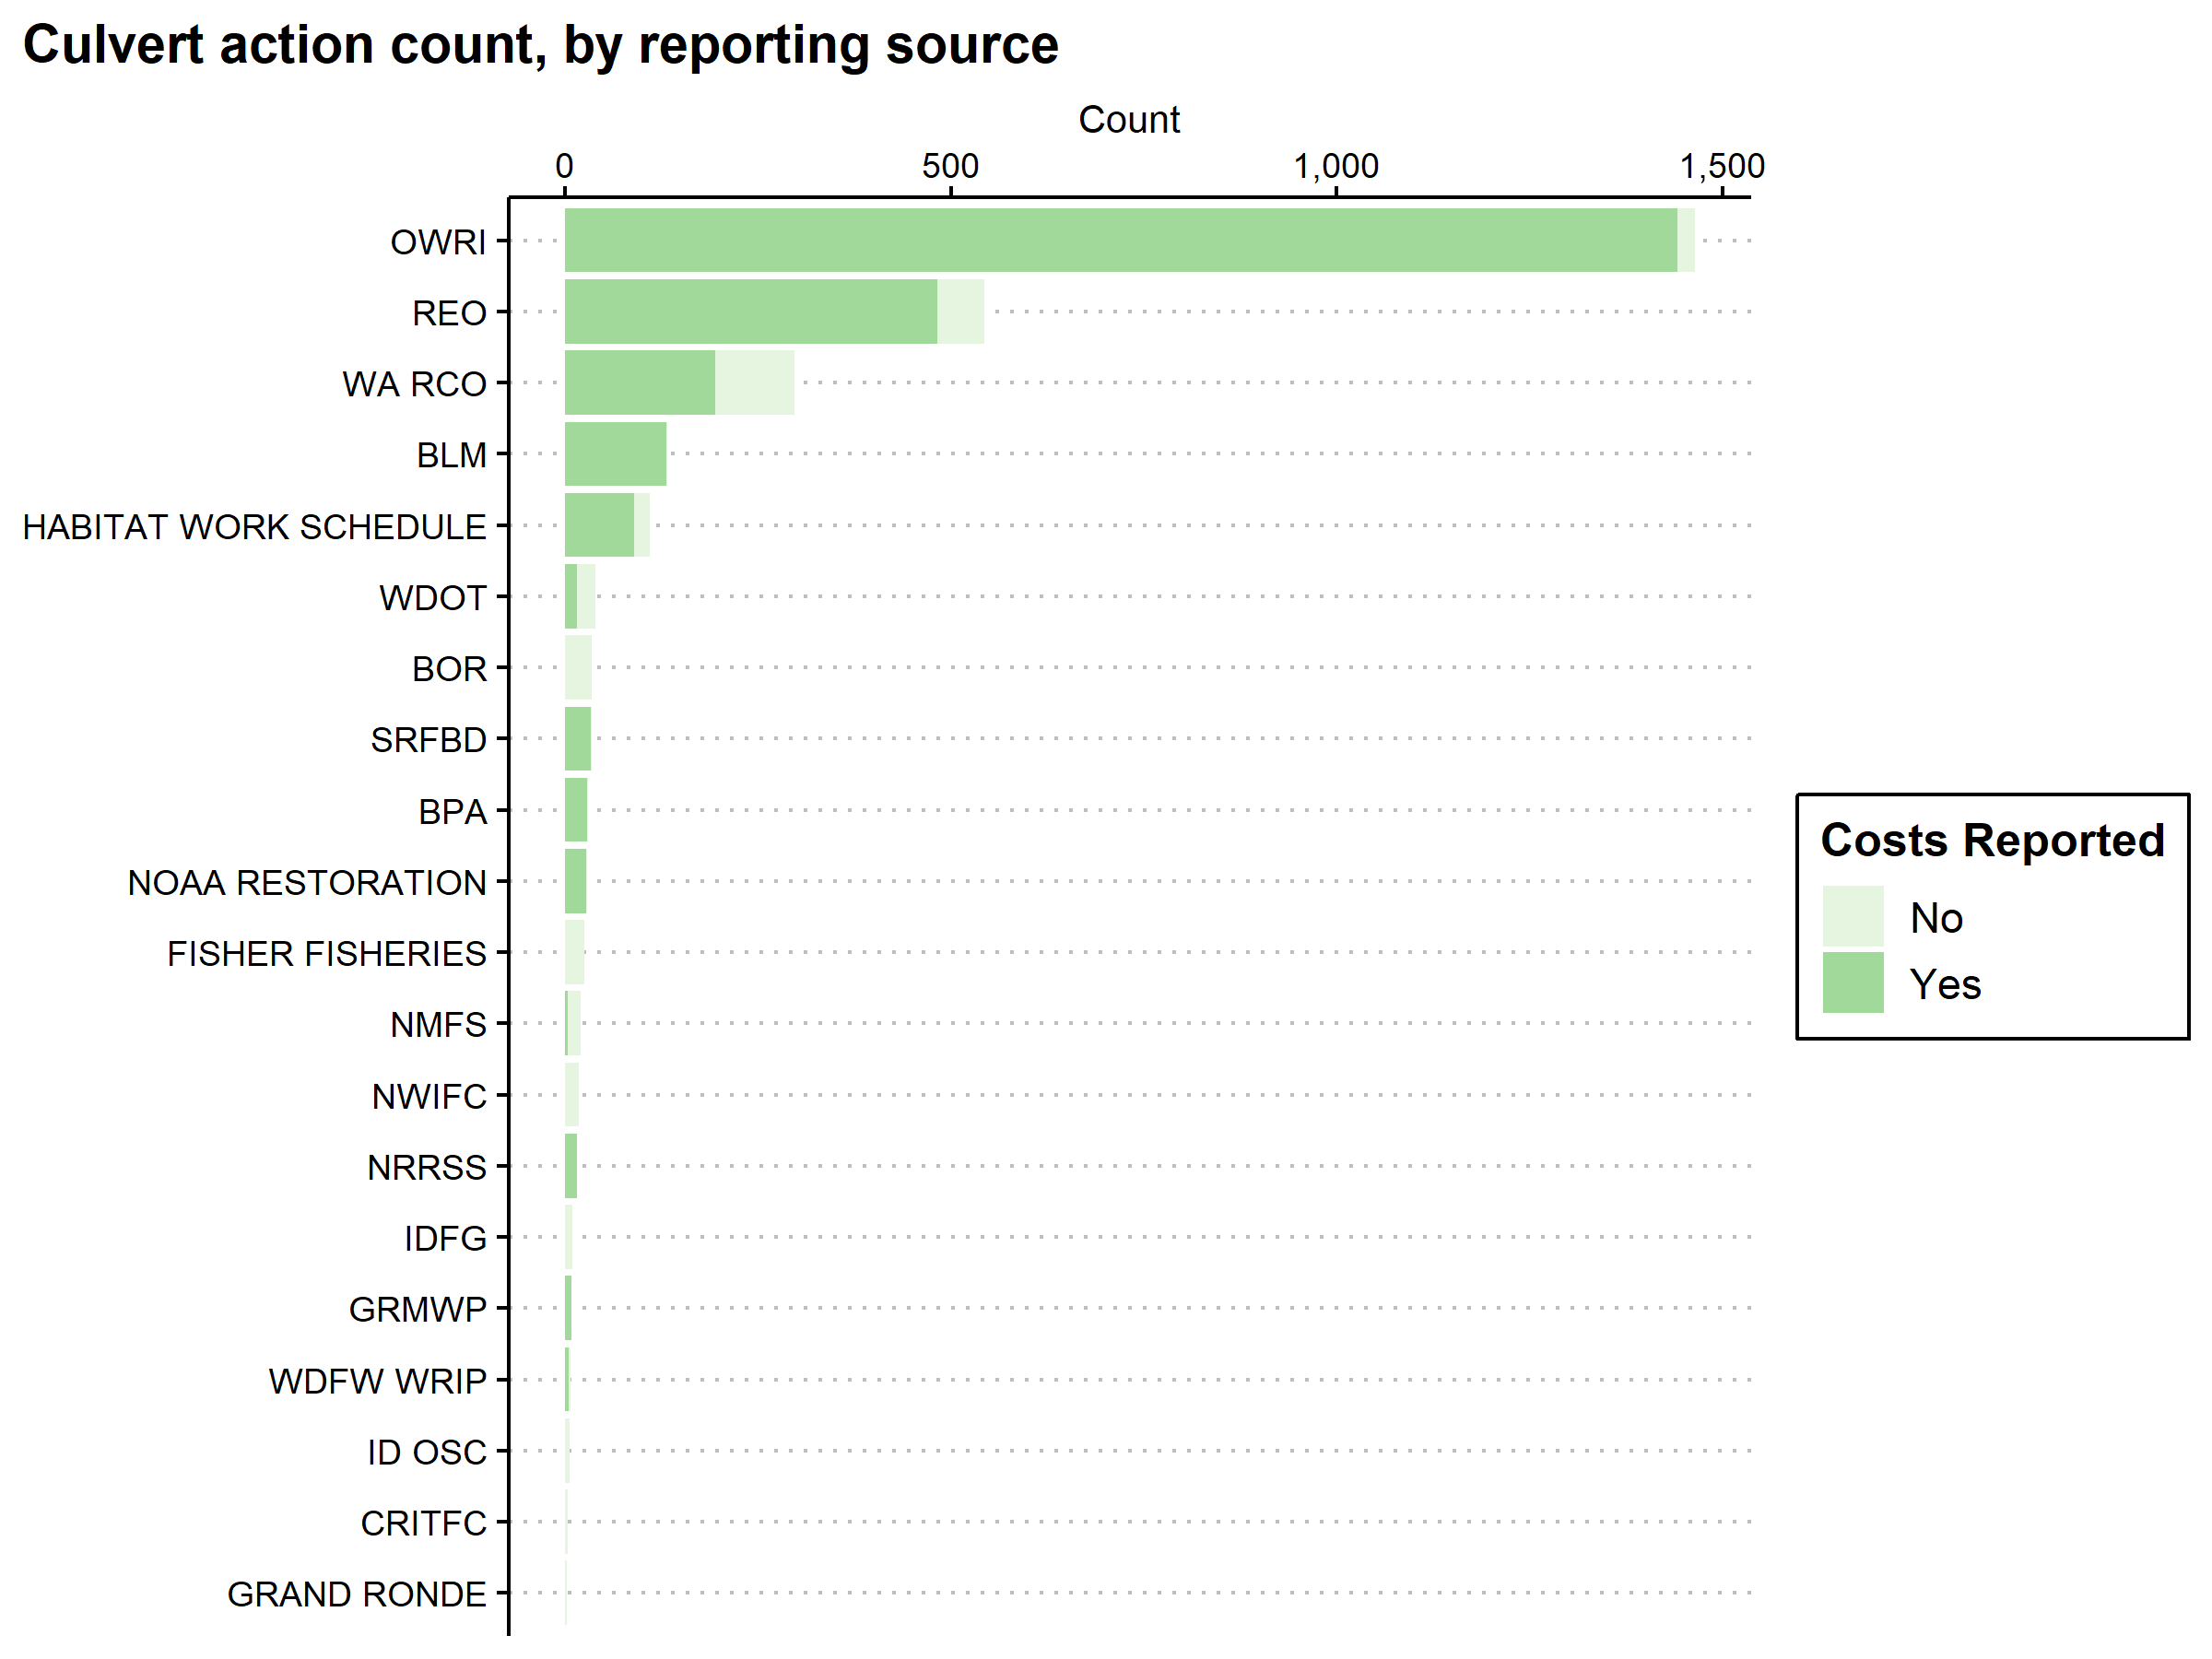 Culvert action count, by reporting source
Count
0 500 1,000 1,500
OWRI
REO
WA RCO
BLM
HABITAT WORK SCHEDULE
WDOT
BOR
SRFBD
BPA
NOAA RESTORATION
FISHER FISHERIES
NMFS
NWIFC
NRRSS
IDFG
GRMWP
WDFW WRIP
ID OSC
CRITFC
GRAND RONDE
Costs Reported
No
Yes